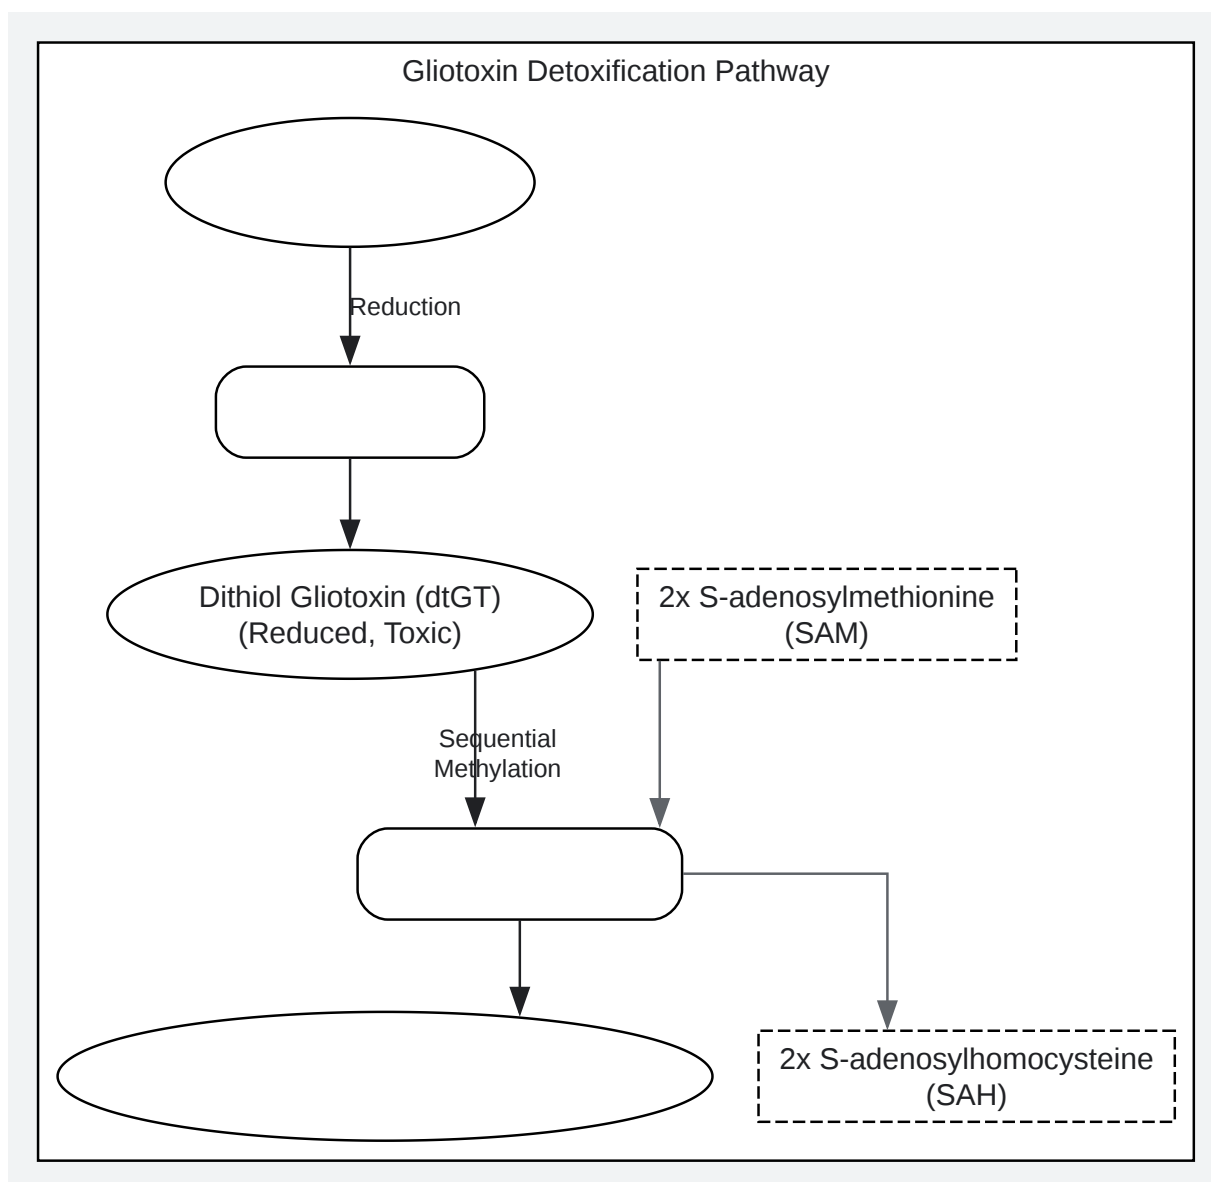 Gliotoxin Detoxification Pathway
Reduction
Dithiol Gliotoxin (dtGT)
(Reduced, Toxic)
2x S-adenosylmethionine
(SAM)
Sequential
Methylation
2x S-adenosylhomocysteine
(SAH)